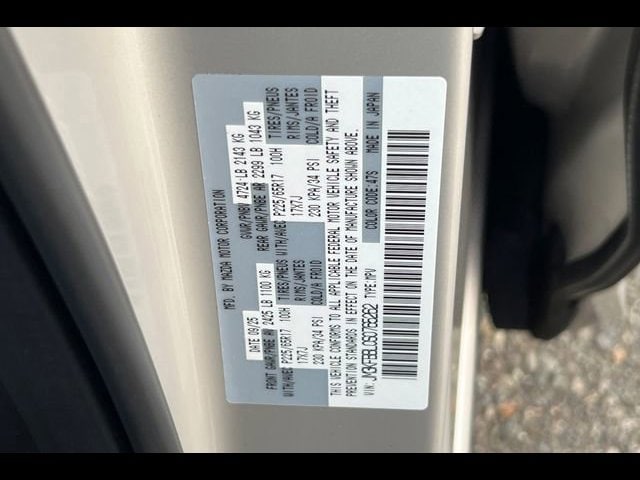 MFD. BY MAZDA MOTOR CORPORATION
DATE 09/25 GVWR/PNBV 4724-LB 2143 KG
FRONT GAWR/PNBE AV 2425 LB 1100 KG REAR GAWR/PNBE AR 2299 LB 1043 KG
WITH/AVEC P225/65R17 100H TIRES/PNEUS WITH/AVEC P225/65R17 100H TIRES/PNEUS
17X7J RIMS/JANTES 17X7J RIMS/JANTES
230 KPA/34 PSI COLD/A FROID 230 KPA/34 PSI COLD/A FROID
THIS VEHICLE CONFORMS TO ALL APPLICABLE FEDERAL MOTOR VEHICLE SAFETY AND THEFT
PREVENTION STANDARDS IN EFFECT ON THE DATE OF MANUFACTURE SHOWN ABOVE.
VIN: TYPE: MPV COLOR CODE: 47S MADE IN JAPAN